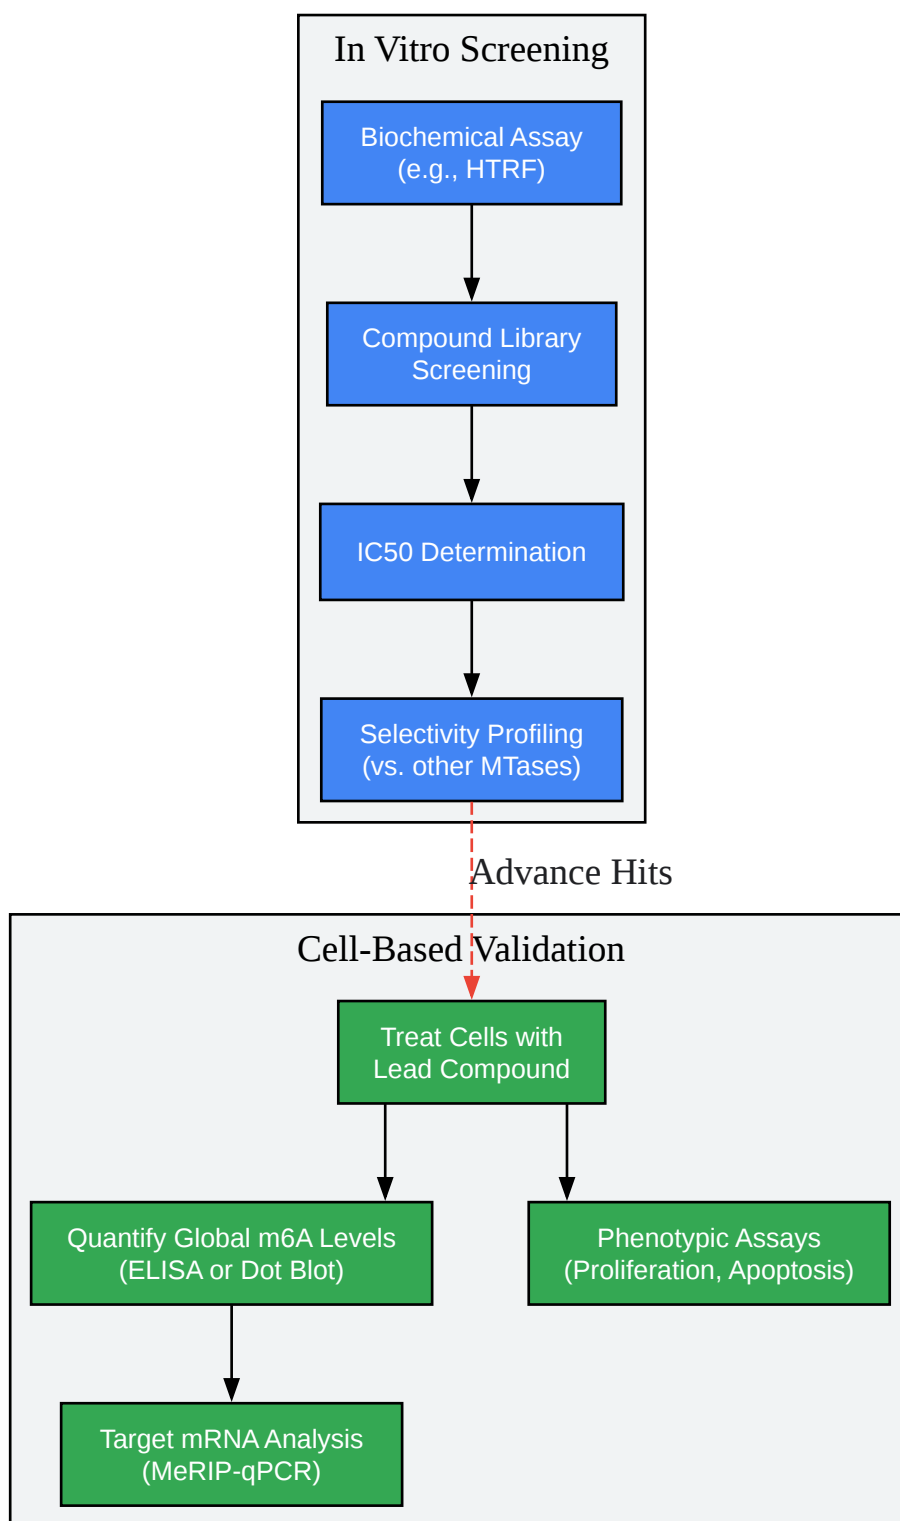 In Vitro Screening
Biochemical Assay
(e.g., HTRF)
Compound Library
Screening
IC50 Determination
Selectivity Profiling
(vs. other MTases)
Advance Hits
Cell-Based Validation
Treat Cells with
Lead Compound
Quantify Global m6A Levels
(ELISA or Dot Blot)
Phenotypic Assays
(Proliferation, Apoptosis)
Target mRNA Analysis
(MeRIP-qPCR)